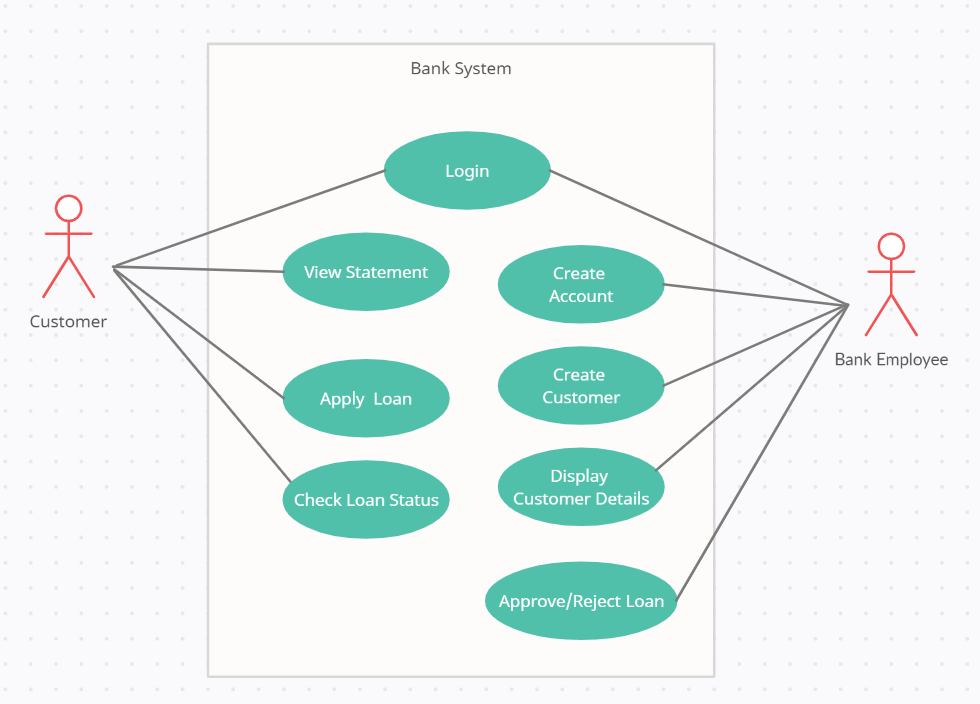 Bank System
Login
View Statement
Create
Account
Customer
Bank Employee
Create
Customer
Apply  Loan
Display
Customer Details
Check Loan Status
Approve/Reject Loan